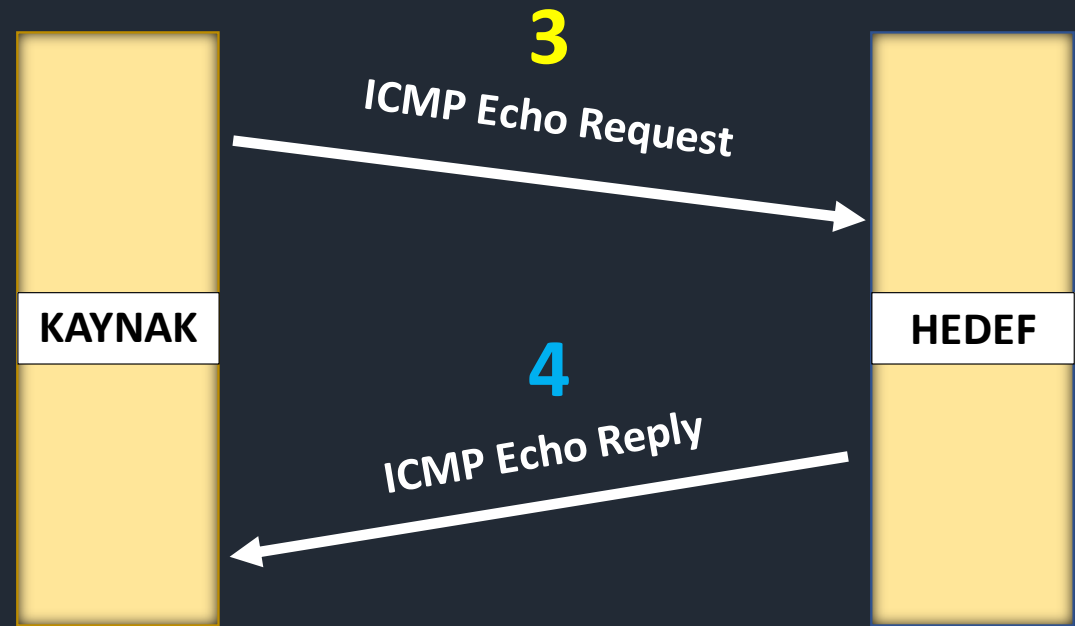 3
ICMP Echo Request
KAYNAK
HEDEF
4
ICMP Echo Reply